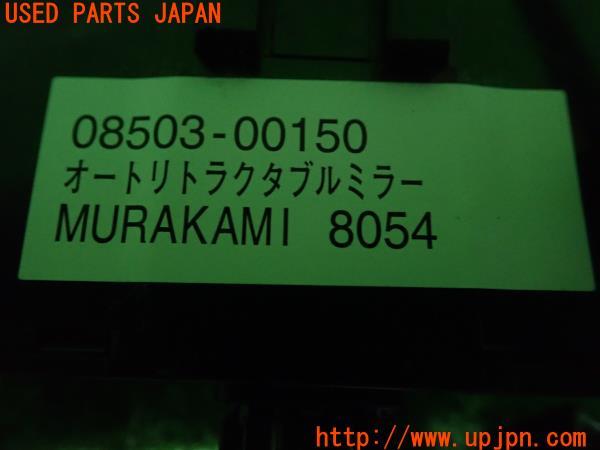 USED PARTS JAPAN
08503-00150
オートリトラクタブルミラー
MURAKAMI 8054
http://www.upjpn.com